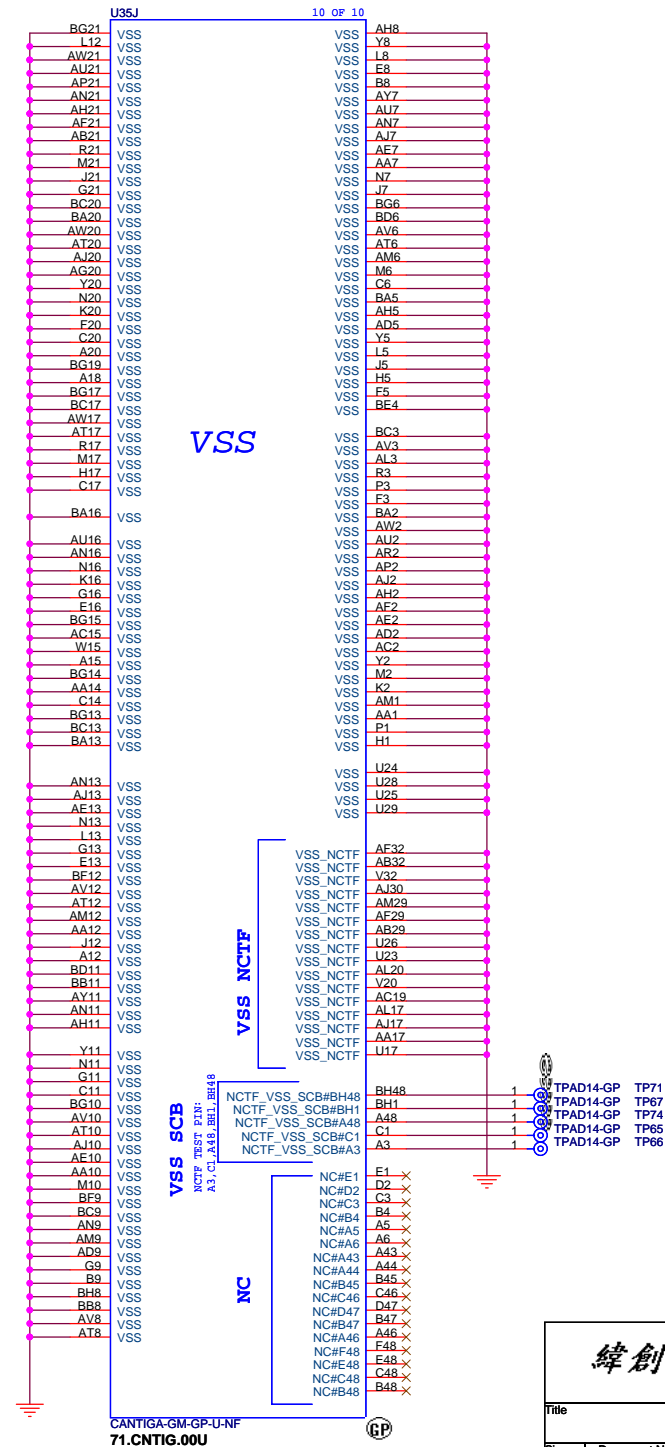 U35J 10 OF 10
BG21 VSS VSS AH8
L12 VSS VSS Y8
AW21 VSS VSS L8
AU21 VSS VSS E8
AP21 VSS VSS B8
AN21 VSS VSS AY7
AH21 VSS VSS AU7
AF21 VSS VSS AN7
AB21 VSS VSS AJ7
R21 VSS VSS AE7
M21 VSS VSS AA7
J21 VSS VSS N7
G21 VSS VSS J7
BC20 VSS VSS BG6
BA20 VSS VSS BD6
AW20 VSS VSS AV6
AT20 VSS VSS AT6
AJ20 VSS VSS AM6
AG20 VSS VSS M6
Y20 VSS VSS C6
N20 VSS VSS BA5
K20 VSS VSS AH5
F20 VSS VSS AD5
C20 VSS VSS Y5
A20 VSS VSS L5
BG19 VSS VSS J5
A18 VSS VSS H5
BG17 VSS VSS F5
BC17 VSS VSS BE4
AW17 VSS
AT17 VSS VSS BC3
R17 VSS VSS AV3
M17 VSS VSS AL3
H17 VSS VSS R3
C17 VSS VSS P3
VSS F3
BA16 VSS VSS BA2
VSS AW2
AU16 VSS VSS AU2
AN16 VSS VSS AR2
N16 VSS VSS AP2
K16 VSS VSS AJ2
G16 VSS VSS AH2
E16 VSS VSS AF2
BG15 VSS VSS AE2
AC15 VSS VSS AD2
W15 VSS VSS AC2
A15 VSS VSS Y2
BG14 VSS VSS M2
AA14 VSS VSS K2
C14 VSS VSS AM1
BG13 VSS VSS AA1
BC13 VSS VSS P1
BA13 VSS VSS H1
VSS U24
AN13 VSS VSS U28
AJ13 VSS VSS U25
AE13 VSS VSS U29
N13 VSS
L13 VSS
G13 VSS VSS_NCTF AF32
E13 VSS VSS_NCTF AB32
BF12 VSS VSS_NCTF V32
AV12 VSS VSS_NCTF AJ30
AT12 VSS VSS_NCTF AM29
AM12 VSS VSS_NCTF AF29
AA12 VSS VSS_NCTF AB29
J12 VSS VSS_NCTF U26
A12 VSS VSS_NCTF U23
BD11 VSS VSS_NCTF AL20
BB11 VSS VSS_NCTF V20
AY11 VSS VSS_NCTF AC19
AN11 VSS VSS_NCTF AL17
AH11 VSS VSS_NCTF AJ17
VSS_NCTF AA17
Y11 VSS VSS_NCTF U17
N11 VSS
G11 VSS
C11 VSS NCTF_VSS_SCB#BH48 BH48 1 TPAD14-GP TP71
BG10 VSS NCTF_VSS_SCB#BH1 BH1 1 TPAD14-GP TP67
AV10 VSS NCTF_VSS_SCB#A48 A48 1 TPAD14-GP TP74
AT10 VSS NCTF_VSS_SCB#C1 C1 1 TPAD14-GP TP65
AJ10 VSS NCTF_VSS_SCB#A3 A3 1 TPAD14-GP TP66
AE10 VSS
AA10 VSS NC#E1 E1
M10 VSS NC#D2 D2
BF9 VSS NC#C3 C3
BC9 VSS NC#B4 B4
AN9 VSS NC#A5 A5
AM9 VSS NC#A6 A6
AD9 VSS NC#A43 A43
G9 VSS NC#A44 A44
B9 VSS NC#B45 B45
BH8 VSS NC#C46 C46
BB8 VSS NC#D47 D47
AV8 VSS NC#B47 B47
AT8 VSS NC#A46 A46
NC#F48 F48
NC#E48 E48
NC#C48 C48
NC#B48 B48
VSS
VSS NCTF
VSS SCB
NCTF TEST PIN:
A3,C1,A48,BH1,BH48
NC
CANTIGA-GM-GP-U-NF
71.CNTIG.00U
GP
緯創
Title